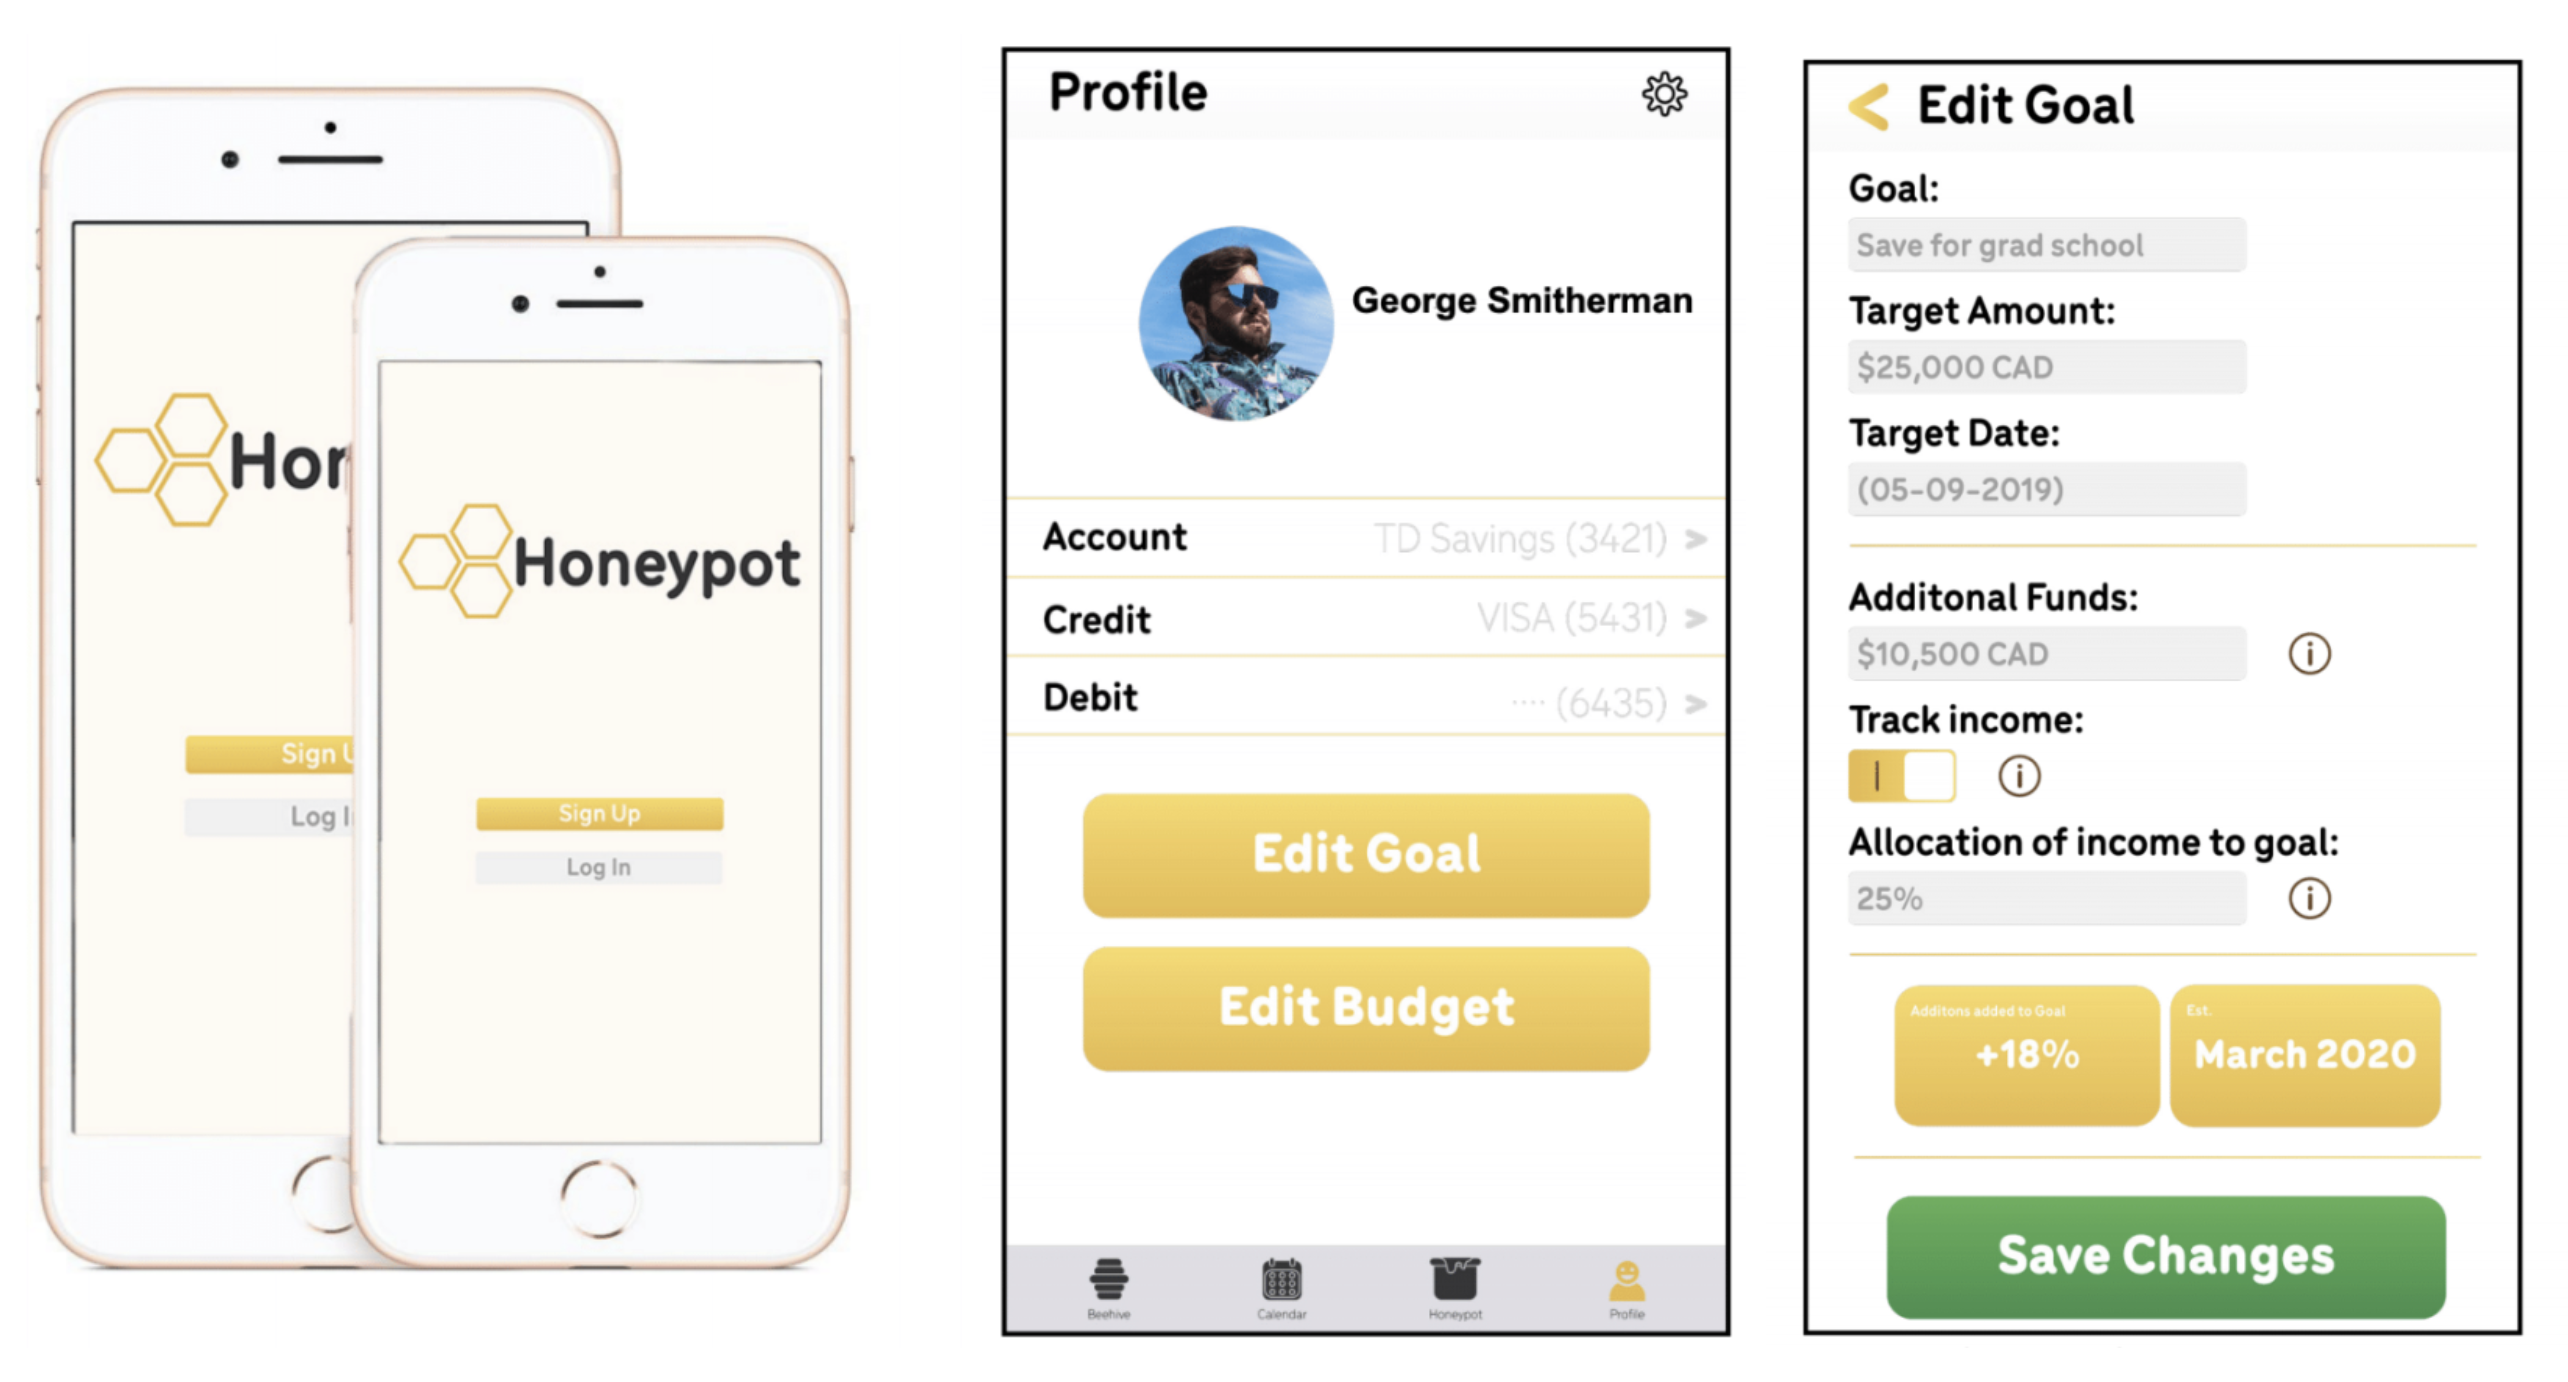 Hor
Sign U
Log I
Honeypot
Sign Up
Log In
Profile
George Smitherman
Account TD Savings (3421) >
Credit VISA (5431) >
Debit ···· (6435) >
Edit Goal
Edit Budget
Beehive Calendar Honeypot Profile
< Edit Goal
Goal:
Save for grad school
Target Amount:
$25,000 CAD
Target Date:
(05-09-2019)
Additonal Funds:
$10,500 CAD
Track income:
Allocation of income to goal:
25%
Additons added to Goal
+18%
Est.
March 2020
Save Changes